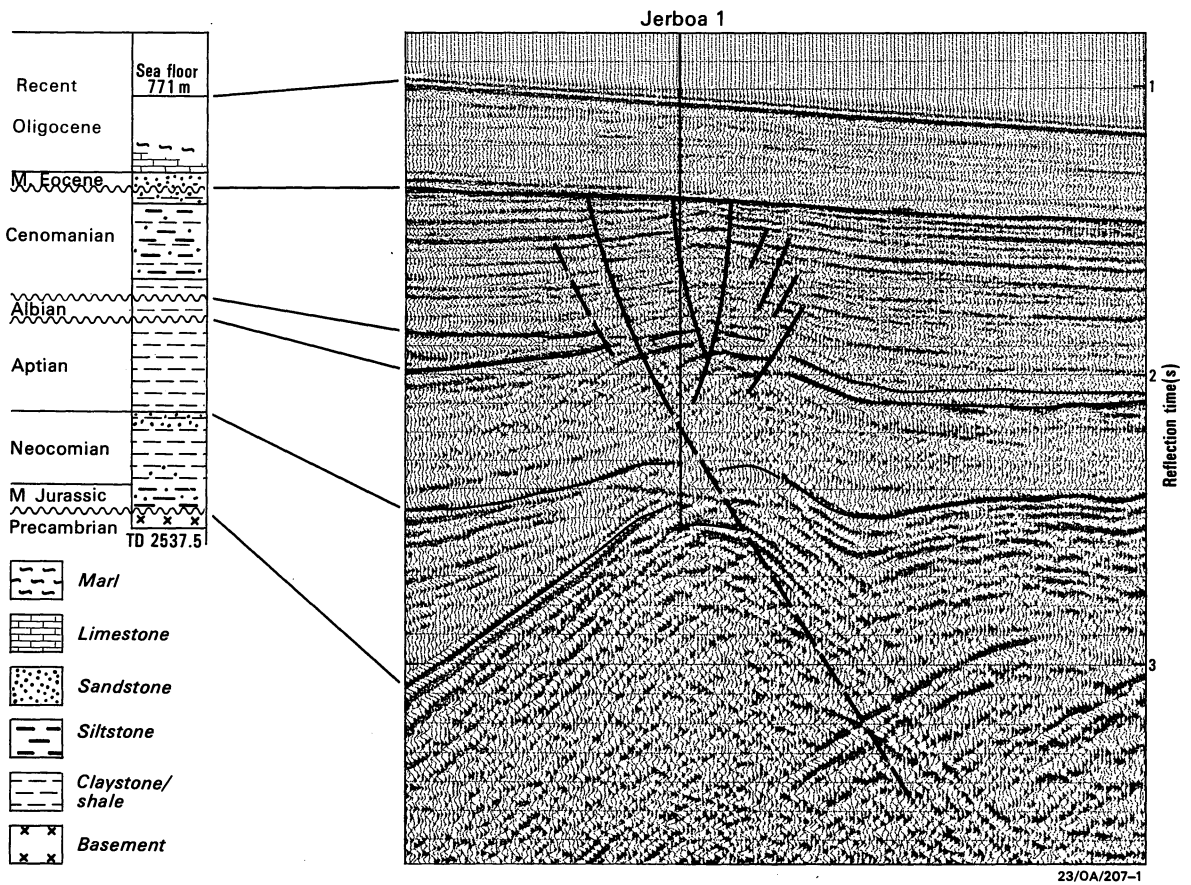 Jerboa 1
Recent
Sea floor
771 m
Oligocene
M. Eocene
Cenomanian
Albian
Aptian
Neocomian
M Jurassic
Precambrian
TD 2537.5
Marl
Limestone
Sandstone
Siltstone
Claystone/
shale
Basement
1
2
3
Reflection time(s)
23/OA/207-1